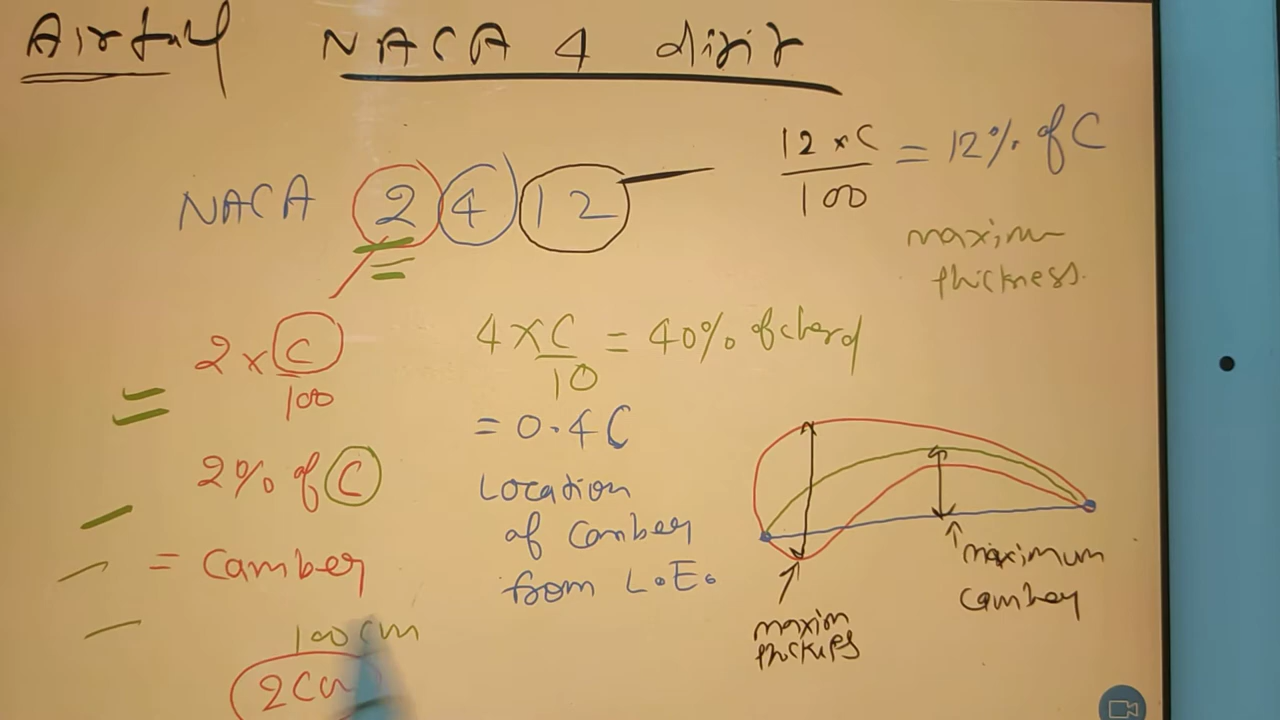 Airfoil NACA 4 digit
NACA 2 4 12
12 × C / 100 = 12% of C
maximum
thickness.
2 × C / 100
2% of C
= Camber
100 cm
2 cm
4 × C / 10 = 40% of chord
= 0.4 C
Location
of Camber
from L.E.
maximum
camber
maxim
thickness